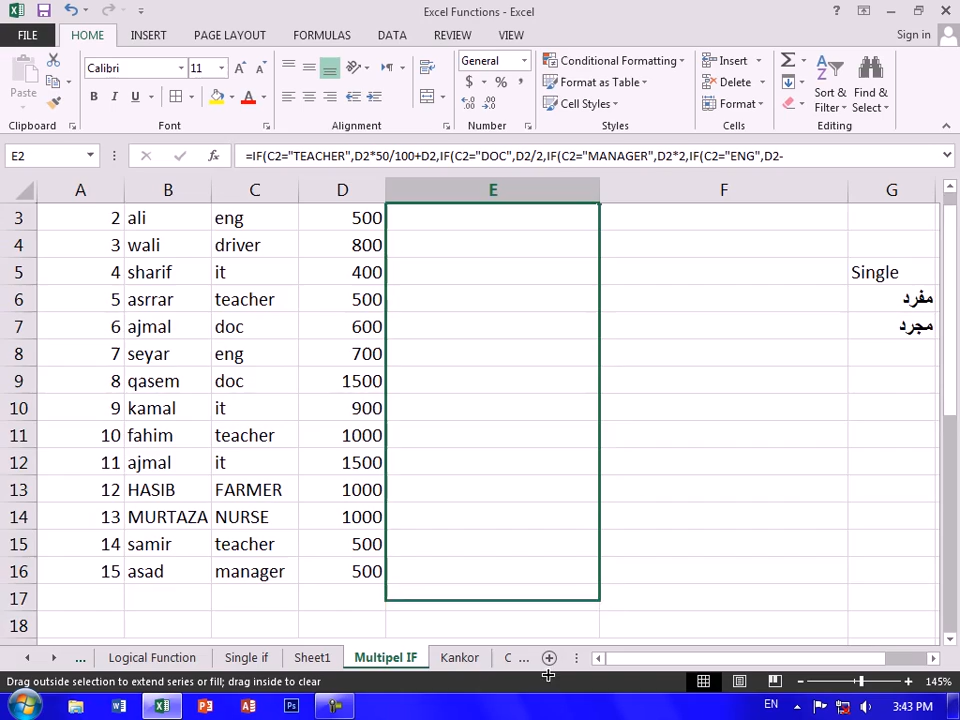 Excel Functions - Excel
FILE HOME INSERT PAGE LAYOUT FORMULAS DATA REVIEW VIEW Sign in
Paste Calibri 11 General $ % Conditional Formatting Format as Table Cell Styles Insert Delete Format Sort & Filter Find & Select
Clipboard Font Alignment Number Styles Cells Editing
E2 =IF(C2="TEACHER",D2*50/100+D2,IF(C2="DOC",D2/2,IF(C2="MANAGER",D2*2,IF(C2="ENG",D2-
A B C D E F G
3 2 ali eng 500
4 3 wali driver 800
5 4 sharif it 400 Single
6 5 asrrar teacher 500 مفرد
7 6 ajmal doc 600 مجرد
8 7 seyar eng 700
9 8 qasem doc 1500
10 9 kamal it 900
11 10 fahim teacher 1000
12 11 ajmal it 1500
13 12 HASIB FARMER 1000
14 13 MURTAZA NURSE 1000
15 14 samir teacher 500
16 15 asad manager 500
17
18
... Logical Function Single if Sheet1 Multipel IF Kankor C ...
Drag outside selection to extend series or fill; drag inside to clear 145%
EN 3:43 PM